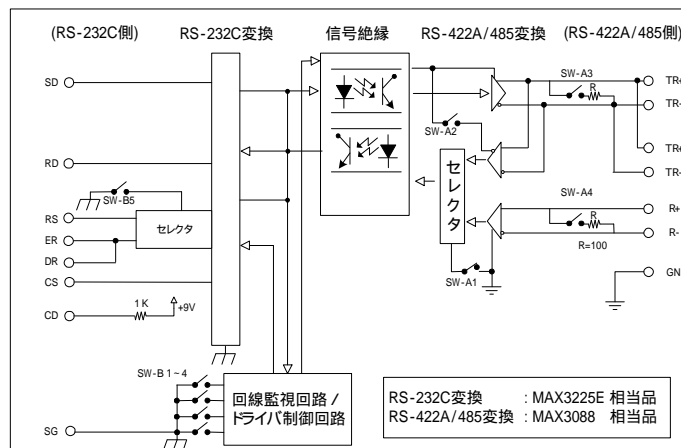 (RS-232C側) RS-232C変換 信号絶縁 RS-422A/485変換 (RS-422A/485側)
SD
RD
RS
ER
DR
CS
CD
SG
SW-B5
セレクタ
1K
+9V
SW-B 1~4
回線監視回路 /
ドライバ制御回路
SW-A2
セレクタ
SW-A1
SW-A3
R
TR+
TR-
TR+
TR-
SW-A4
R
R=100
R+
R-
GN
RS-232C変換 : MAX3225E 相当品
RS-422A/485変換 : MAX3088 相当品